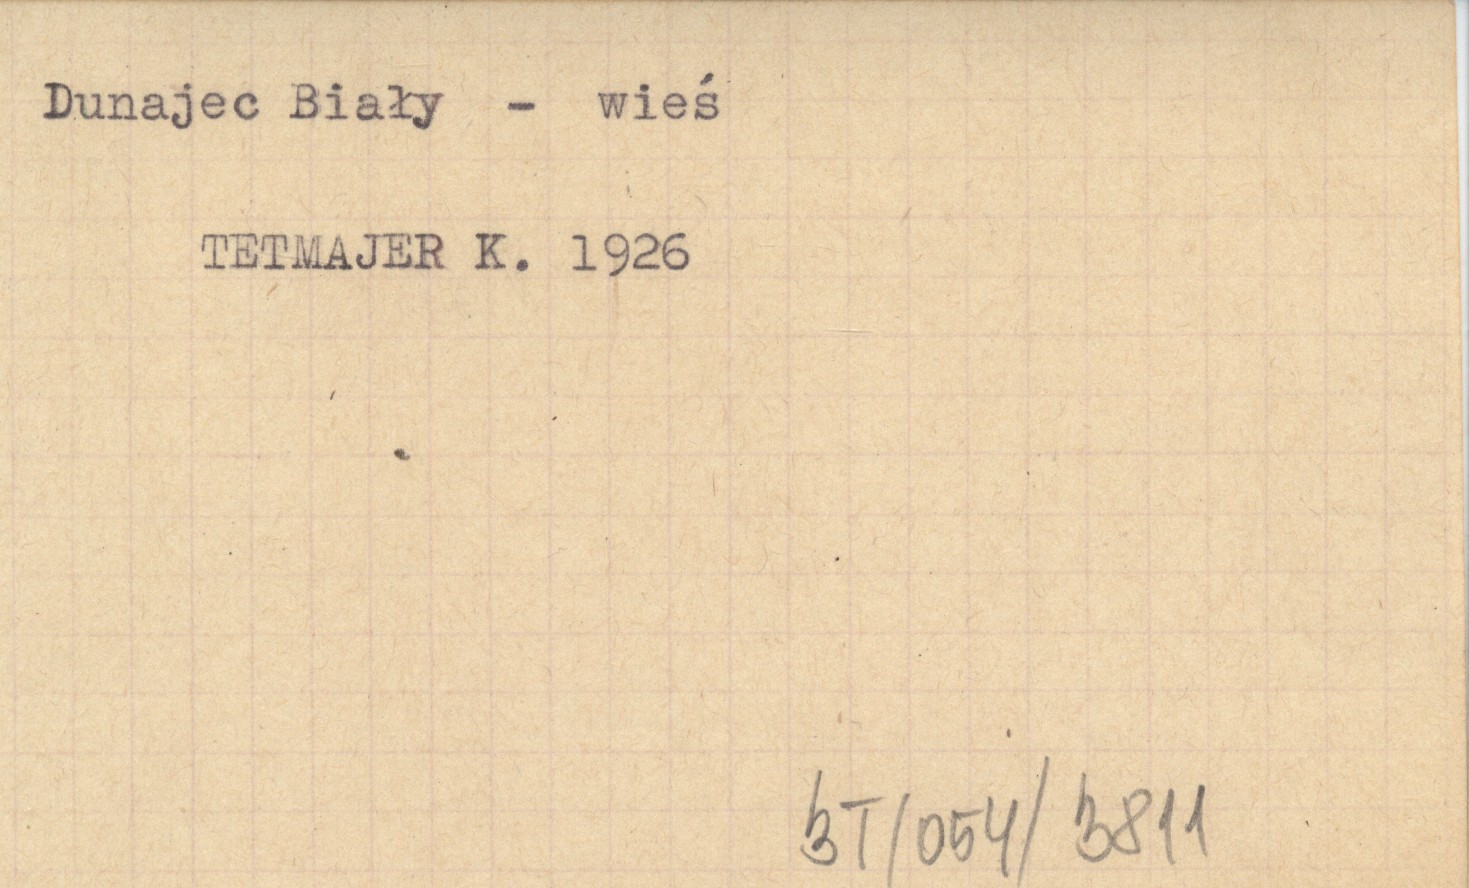 Dunajec Biały - wieś
TETMAJER K. 1926
3T/054/3811